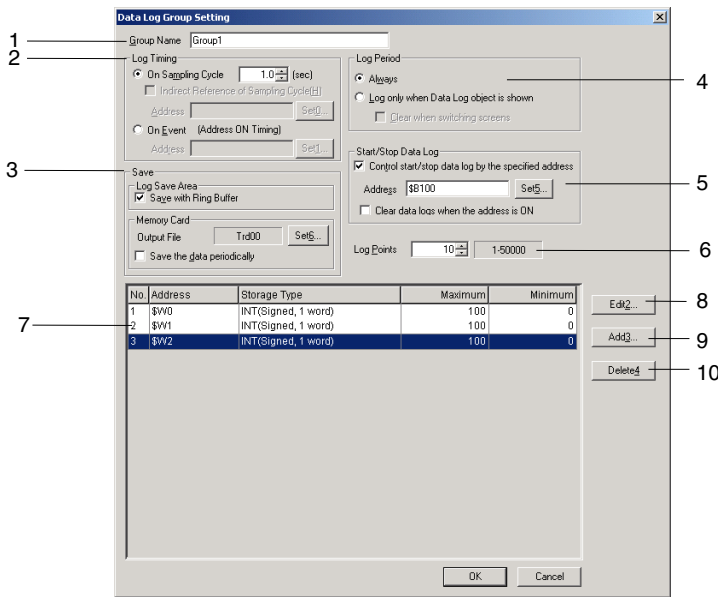 Data Log Group Setting
1 Group Name Group1
2 Log Timing
On Sampling Cycle 1.0 (sec)
Indirect Reference of Sampling Cycle(H)
Address Set0...
On Event (Address ON Timing)
Address Set1...
Log Period
Always 4
Log only when Data Log object is shown
Clear when switching screens
3 Save
Log Save Area
Save with Ring Buffer
Memory Card
Output File Trd00 Set6...
Save the data periodically
Start/Stop Data Log
Control start/stop data log by the specified address
Address $B100 Set5... 5
Clear data logs when the address is ON
Log Points 10 1-50000 6
No. Address Storage Type Maximum Minimum
1 $W0 INT(Signed, 1 word) 100 0
7 2 $W1 INT(Signed, 1 word) 100 0
3 $W2 INT(Signed, 1 word) 100 0
Edit2... 8
Add3... 9
Delete4 10
OK Cancel